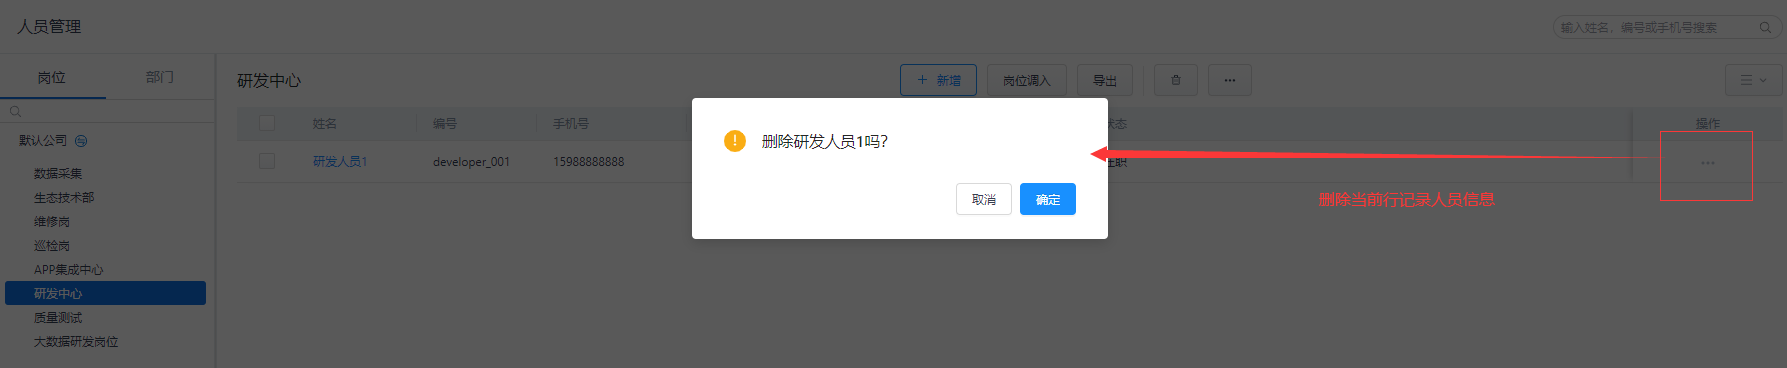 人员管理
输入姓名，编号或手机号搜索
岗位
部门
研发中心
新增
岗位调入
导出
姓名
编号
手机号
状态
操作
默认公司
研发人员1
developer_001
15988888888
在职
删除研发人员1吗?
取消
确定
删除当前行记录人员信息
数据采集
生态技术部
维修岗
巡检岗
APP集成中心
研发中心
质量测试
大数据研发岗位